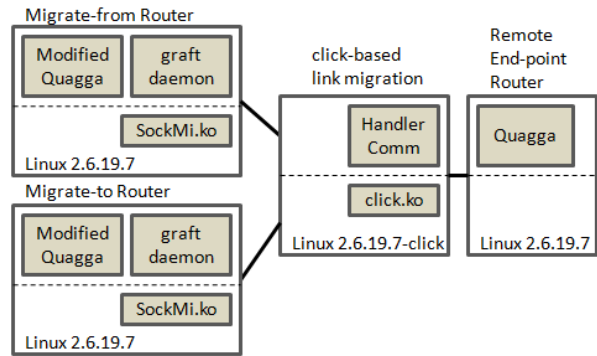 Migrate-from Router
Modified
Quagga
graft
daemon
SockMi.ko
Linux 2.6.19.7
Migrate-to Router
Modified
Quagga
graft
daemon
SockMi.ko
Linux 2.6.19.7
click-based
link migration
Handler
Comm
click.ko
Linux 2.6.19.7-click
Remote
End-point
Router
Quagga
Linux 2.6.19.7